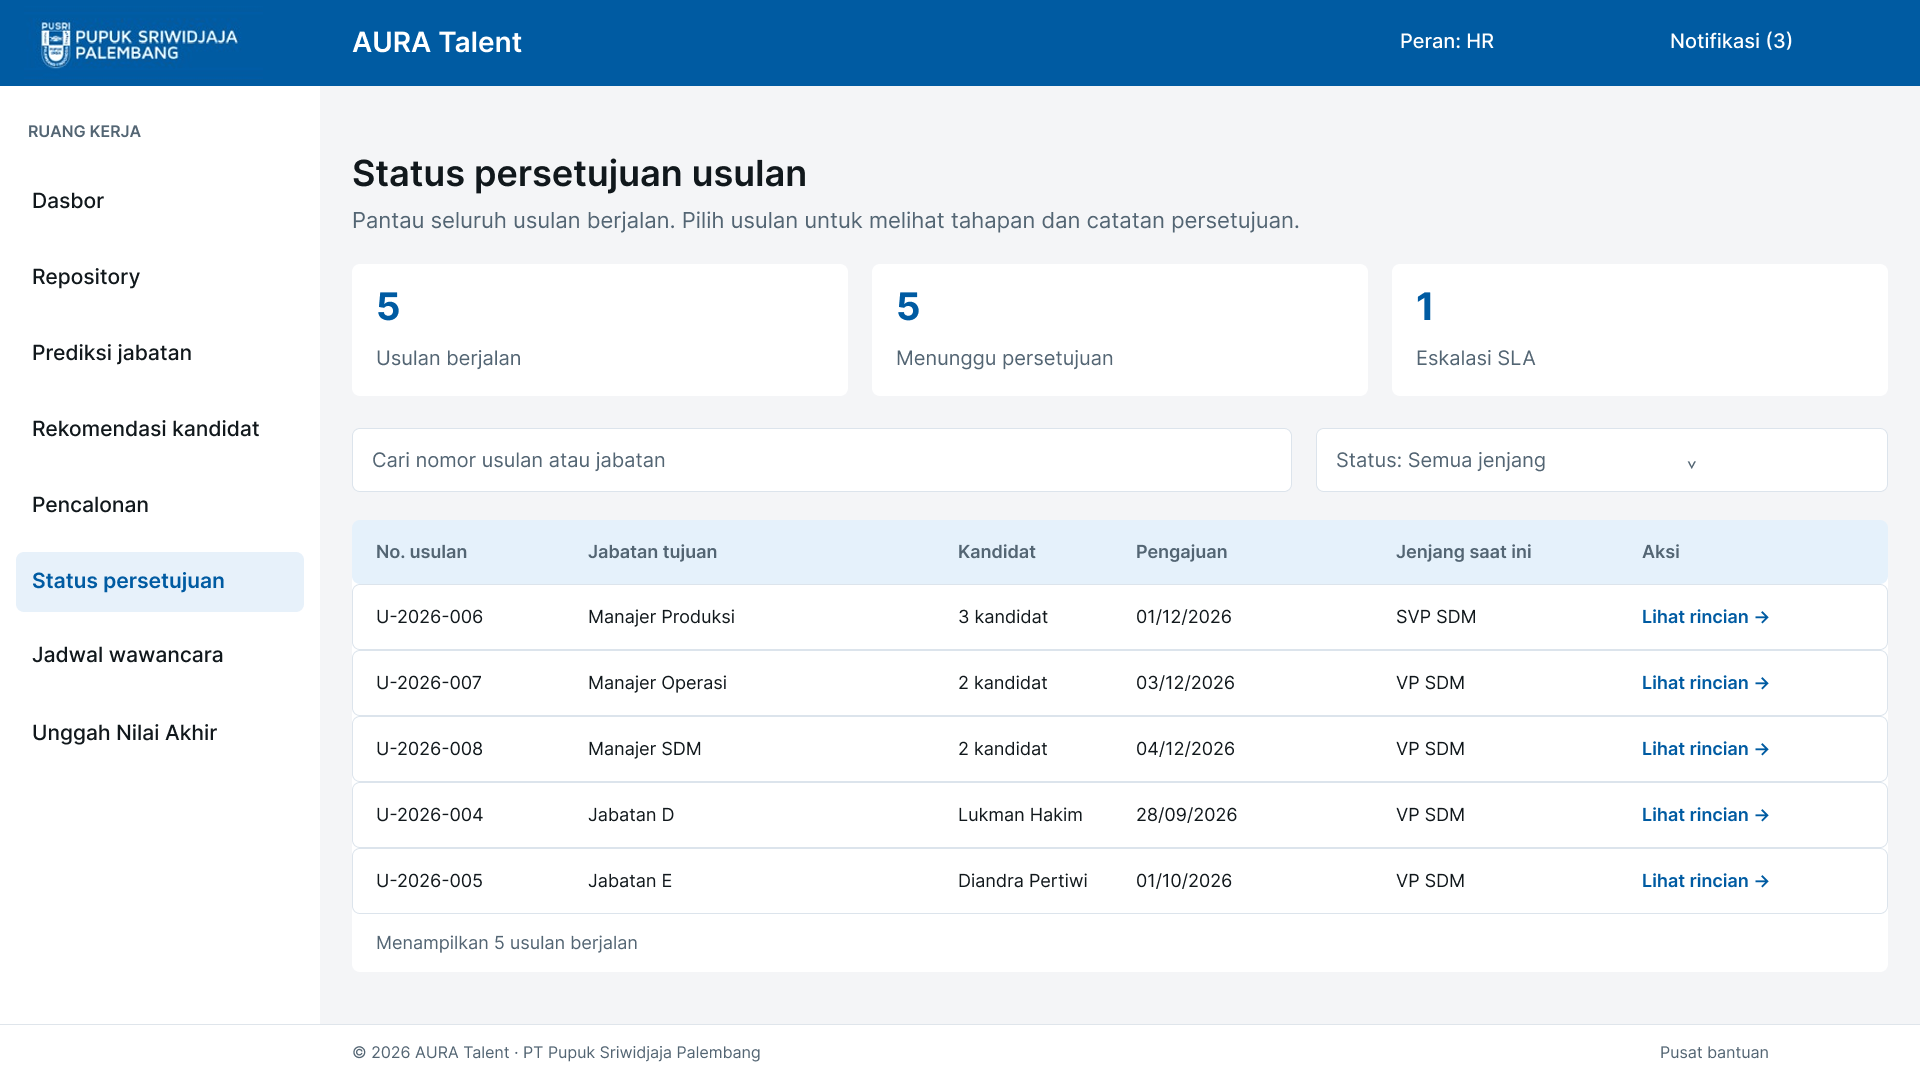 PUSRI
PUPUK SRIWIDJAJA
PALEMBANG
AURA Talent
Peran: HR
Notifikasi (3)
RUANG KERJA
Dasbor
Repository
Prediksi jabatan
Rekomendasi kandidat
Pencalonan
Status persetujuan
Jadwal wawancara
Unggah Nilai Akhir
Status persetujuan usulan
Pantau seluruh usulan berjalan. Pilih usulan untuk melihat tahapan dan catatan persetujuan.
5
Usulan berjalan
5
Menunggu persetujuan
1
Eskalasi SLA
Cari nomor usulan atau jabatan
Status: Semua jenjang
No. usulan Jabatan tujuan Kandidat Pengajuan Jenjang saat ini Aksi
U-2026-006 Manajer Produksi 3 kandidat 01/12/2026 SVP SDM Lihat rincian →
U-2026-007 Manajer Operasi 2 kandidat 03/12/2026 VP SDM Lihat rincian →
U-2026-008 Manajer SDM 2 kandidat 04/12/2026 VP SDM Lihat rincian →
U-2026-004 Jabatan D Lukman Hakim 28/09/2026 VP SDM Lihat rincian →
U-2026-005 Jabatan E Diandra Pertiwi 01/10/2026 VP SDM Lihat rincian →
Menampilkan 5 usulan berjalan
© 2026 AURA Talent · PT Pupuk Sriwidjaja Palembang
Pusat bantuan